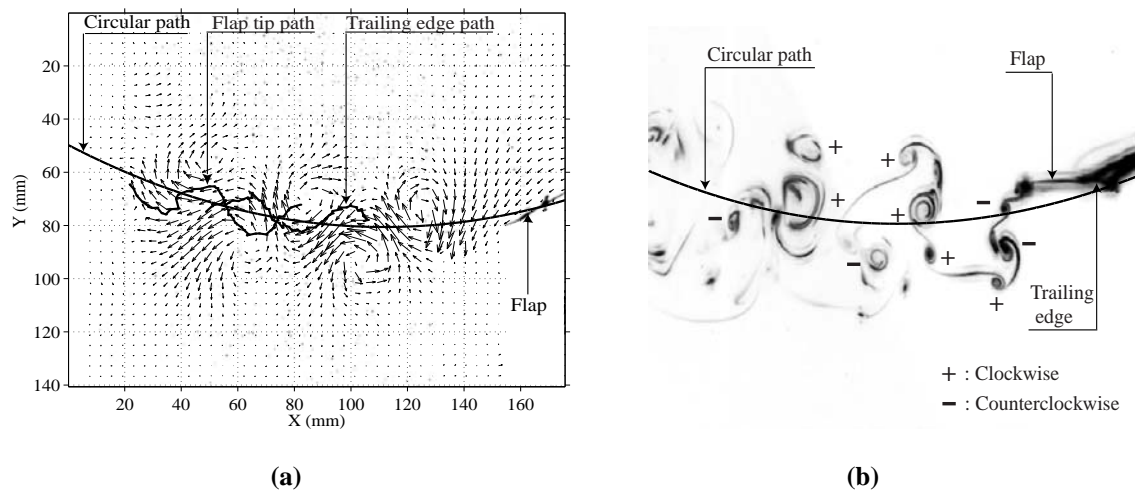 Circular path
Flap tip path
Trailing edge path
20
40
60
80
100
120
140
Y (mm)
Flap
20
40
60
80
100
120
140
160
X (mm)
(a)
Circular path
Flap
+
+
+
+
+
+
−
−
−
−
Trailing
edge
+ : Clockwise
− : Counterclockwise
(b)